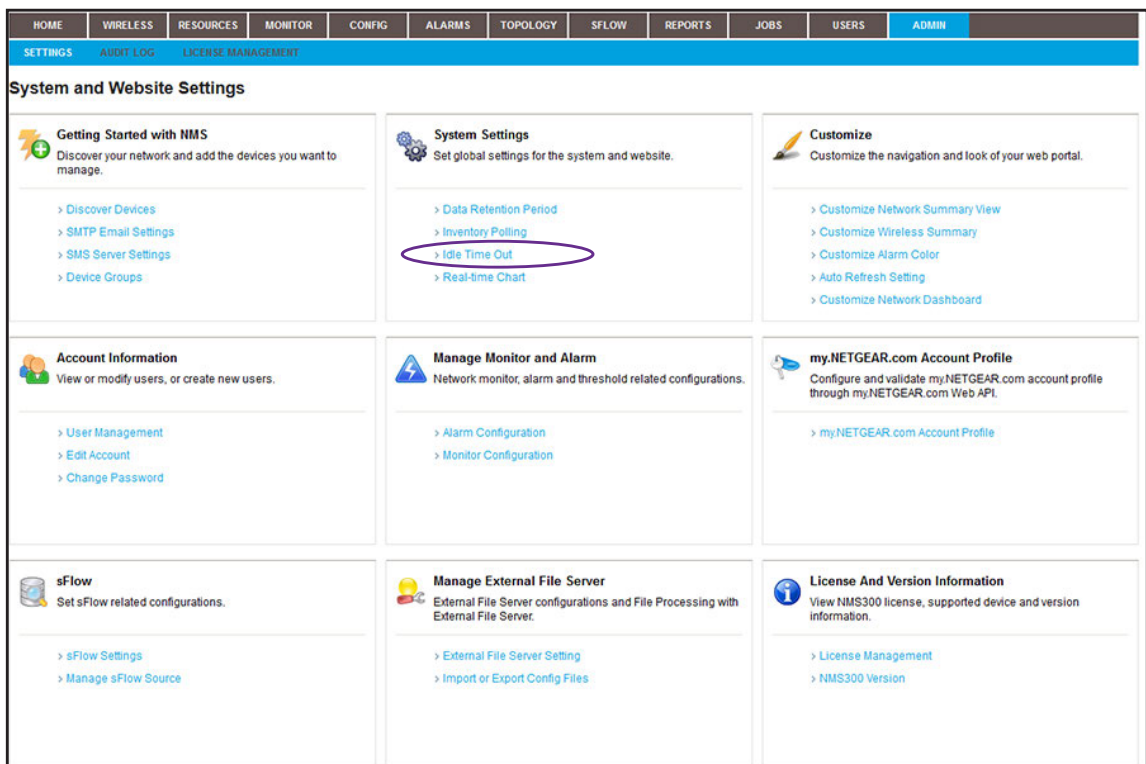 HOME WIRELESS RESOURCES MONITOR CONFIG ALARMS TOPOLOGY SFLOW REPORTS JOBS USERS ADMIN
SETTINGS AUDIT LOG LICENSE MANAGEMENT
System and Website Settings
Getting Started with NMS
Discover your network and add the devices you want to
manage.
> Discover Devices
> SMTP Email Settings
> SMS Server Settings
> Device Groups
System Settings
Set global settings for the system and website.
> Data Retention Period
> Inventory Polling
> Idle Time Out
> Real-time Chart
Customize
Customize the navigation and look of your web portal.
> Customize Network Summary View
> Customize Wireless Summary
> Customize Alarm Color
> Auto Refresh Setting
> Customize Network Dashboard
Account Information
View or modify users, or create new users.
> User Management
> Edit Account
> Change Password
Manage Monitor and Alarm
Network monitor, alarm and threshold related configurations.
> Alarm Configuration
> Monitor Configuration
my.NETGEAR.com Account Profile
Configure and validate my.NETGEAR.com account profile
through my.NETGEAR.com Web API.
> my.NETGEAR.com Account Profile
sFlow
Set sFlow related configurations.
> sFlow Settings
> Manage sFlow Source
Manage External File Server
External File Server configurations and File Processing with
External File Server.
> External File Server Setting
> Import or Export Config Files
License And Version Information
View NMS300 license, supported device and version
information.
> License Management
> NMS300 Version